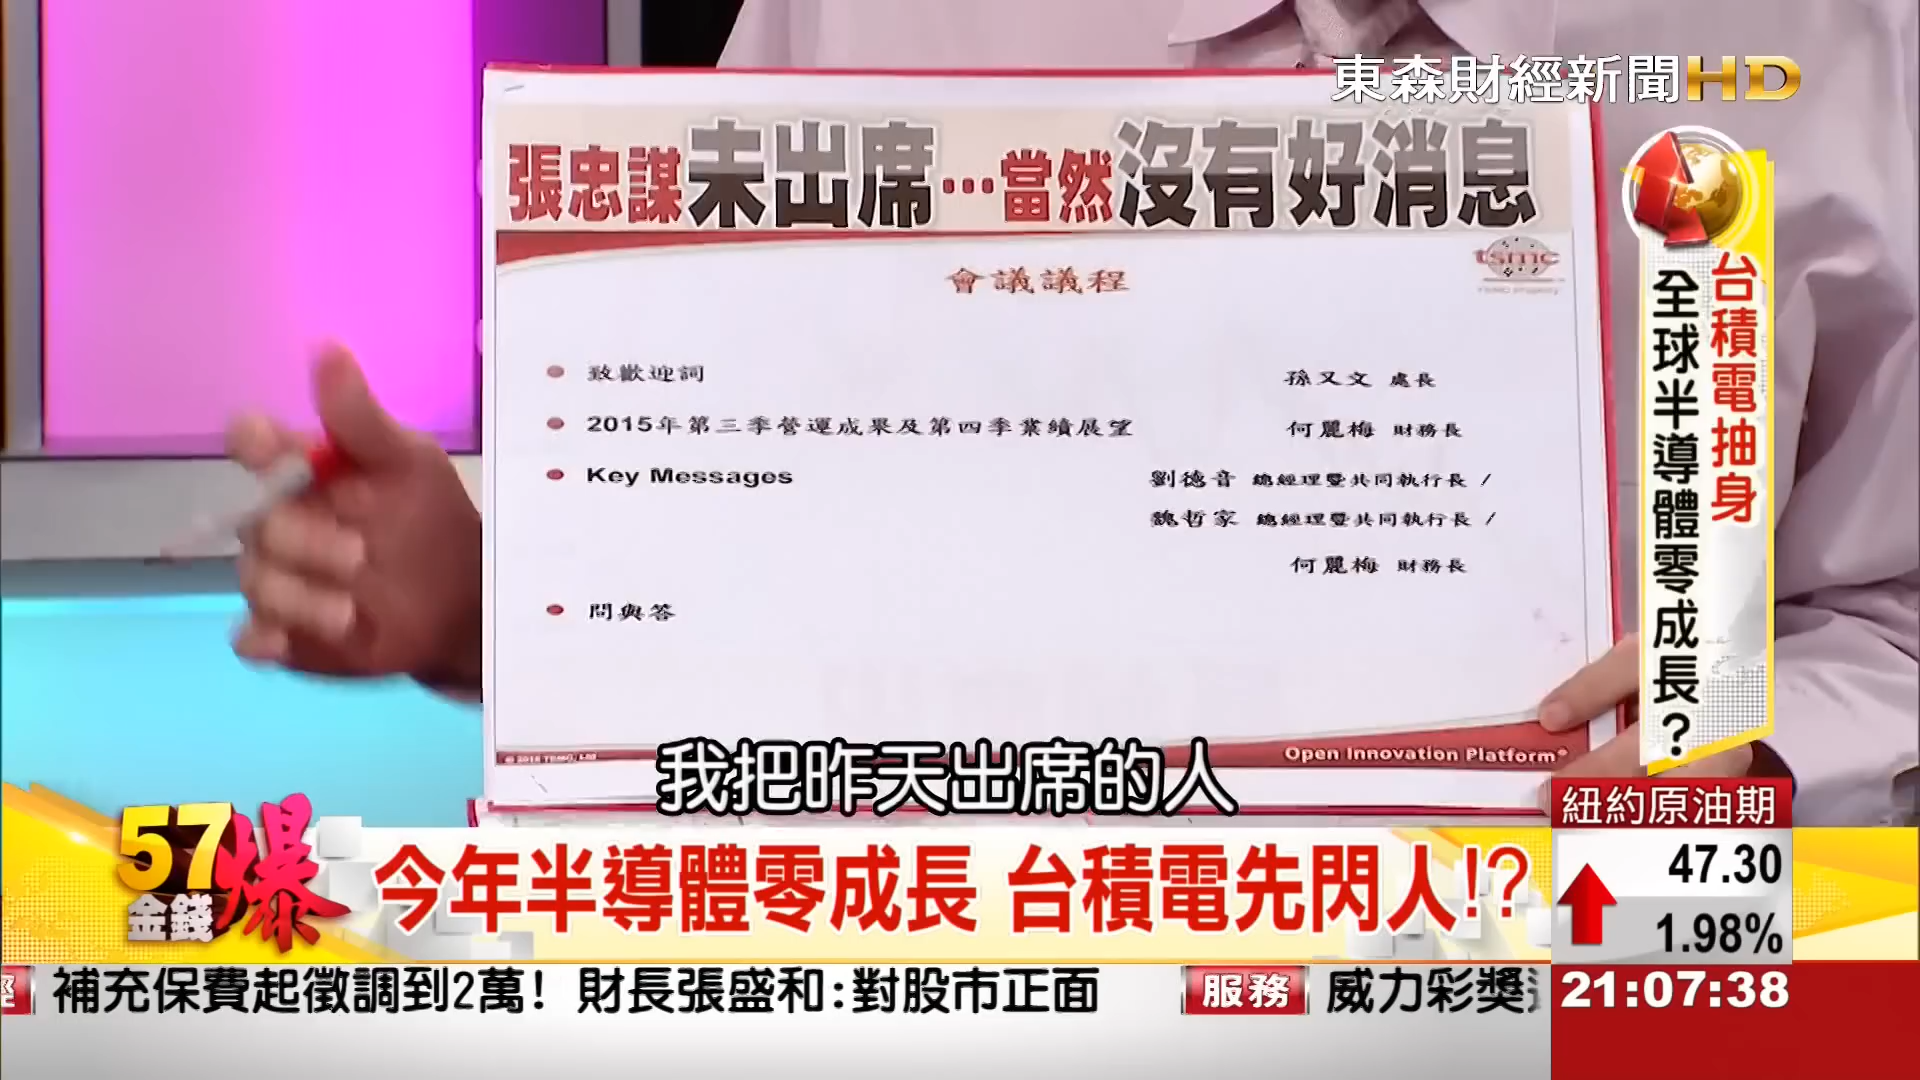 東森財經新聞HD
張忠謀未出席…當然沒有好消息
tsmc
會議議程
致歡迎詞 孫又文 處長
2015年第三季營運成果及第四季業績展望 何麗梅 財務長
Key Messages 劉德音 總經理暨共同執行長 /
魏哲家 總經理暨共同執行長 /
何麗梅 財務長
問與答
Open Innovation Platform®
台積電抽身
全球半導體零成長?
我把昨天出席的人
57金錢爆
今年半導體零成長 台積電先閃人!?
紐約原油期
47.30
1.98%
補充保費起徵調到2萬! 財長張盛和:對股市正面
服務 威力彩獎
21:07:38